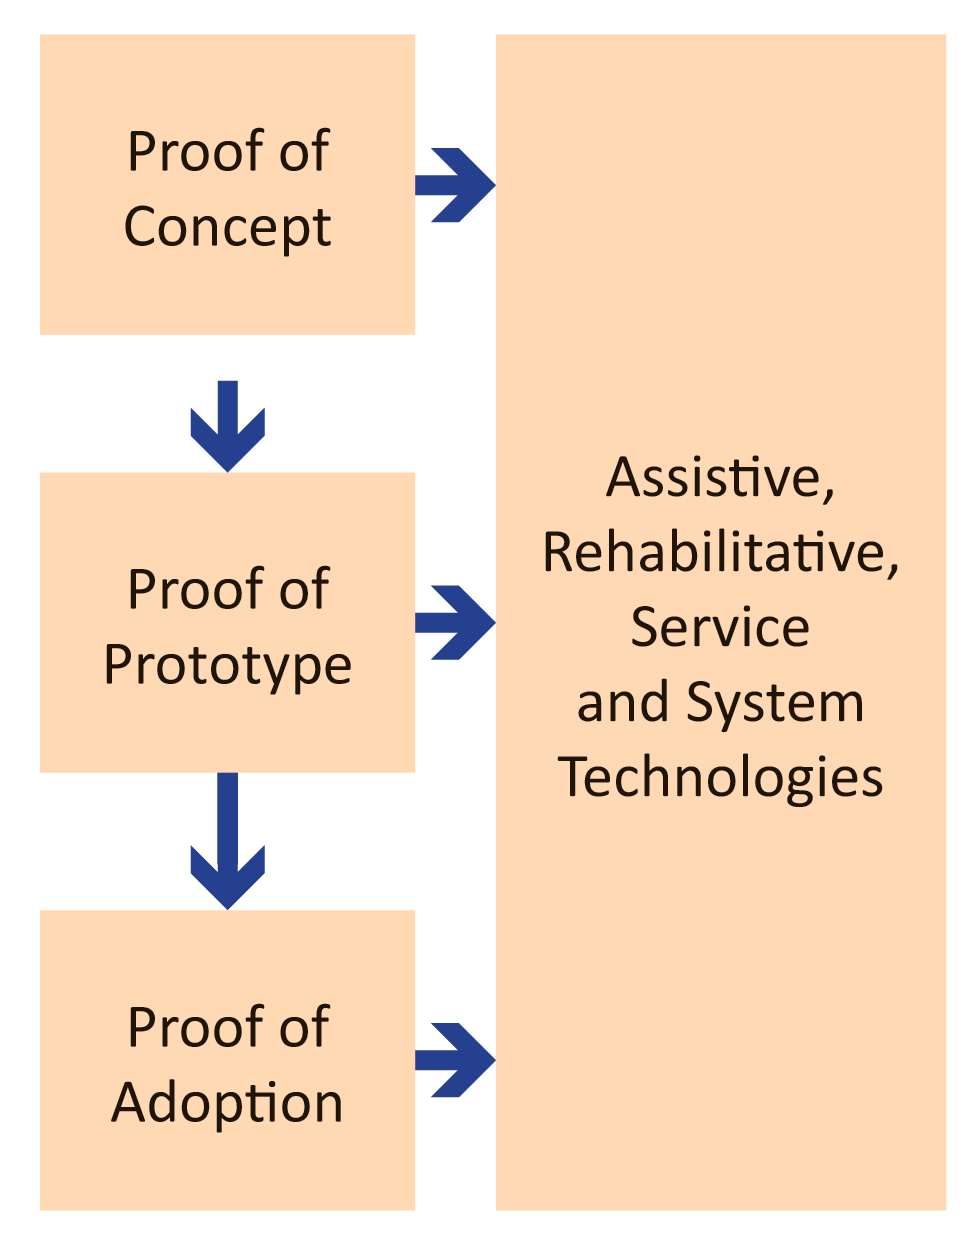 Proof of
Concept
Proof of
Prototype
Proof of
Adoption
Assistive,
Rehabilitative,
Service
and System
Technologies